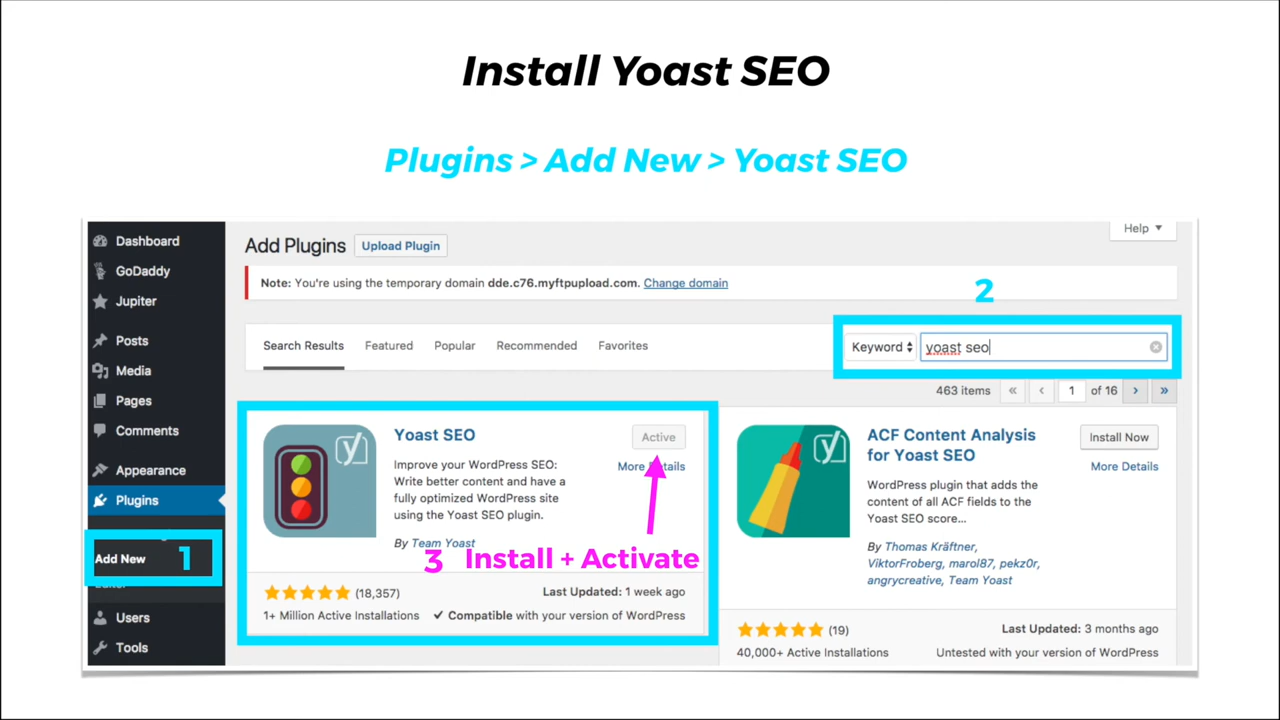 Install Yoast SEO
Plugins > Add New > Yoast SEO
Dashboard
GoDaddy
Jupiter
Posts
Media
Pages
Comments
Appearance
Plugins
Add New 1
Users
Tools
Add Plugins Upload Plugin
Help
Note: You're using the temporary domain dde.c76.myftpupload.com. Change domain
2
Search Results Featured Popular Recommended Favorites
Keyword yoast seo
463 items « ‹ 1 of 16 › »
Yoast SEO
Active
More Details
Improve your WordPress SEO:
Write better content and have a
fully optimized WordPress site
using the Yoast SEO plugin.
By Team Yoast
3 Install + Activate
(18,357)
Last Updated: 1 week ago
1+ Million Active Installations
Compatible with your version of WordPress
ACF Content Analysis
for Yoast SEO
Install Now
More Details
WordPress plugin that adds the
content of all ACF fields to the
Yoast SEO score...
By Thomas Kräftner,
ViktorFroberg, marol87, pekz0r,
angrycreative, Team Yoast
(19)
Last Updated: 3 months ago
40,000+ Active Installations
Untested with your version of WordPress